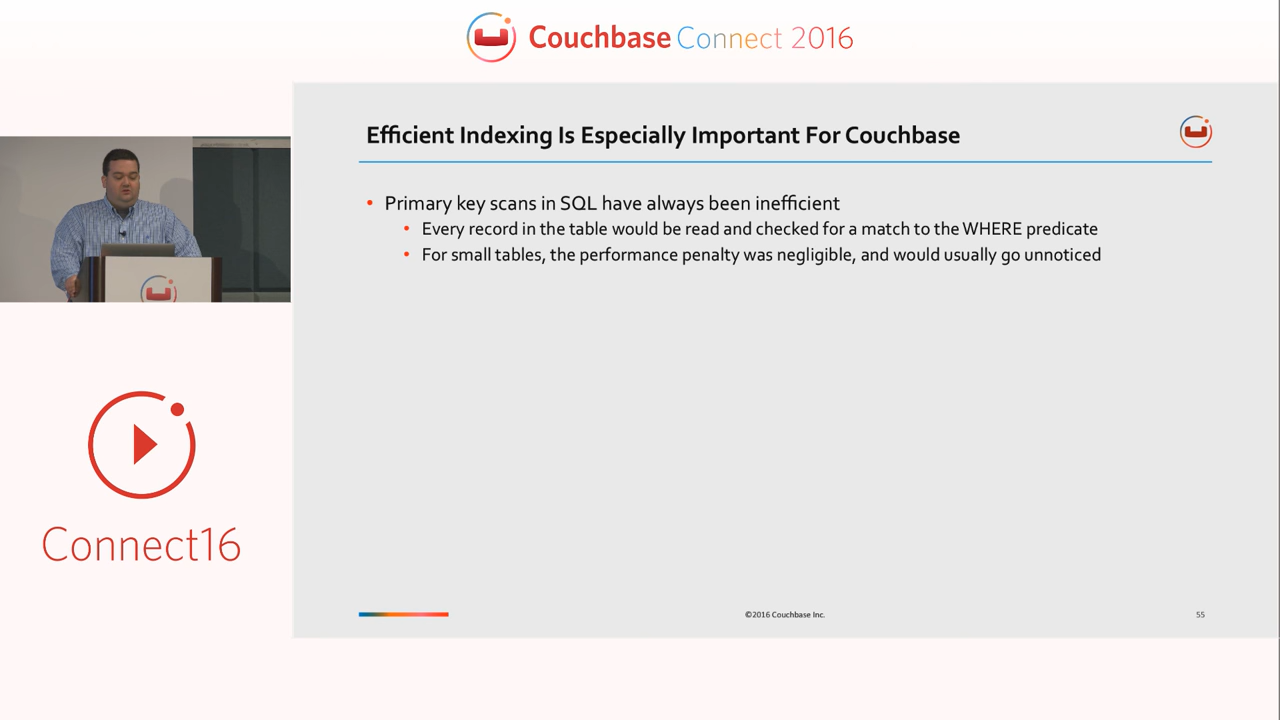 Couchbase Connect 2016
Efficient Indexing Is Especially Important For Couchbase
• Primary key scans in SQL have always been inefficient
• Every record in the table would be read and checked for a match to the WHERE predicate
• For small tables, the performance penalty was negligible, and would usually go unnoticed
Connect16
©2016 Couchbase Inc.
55